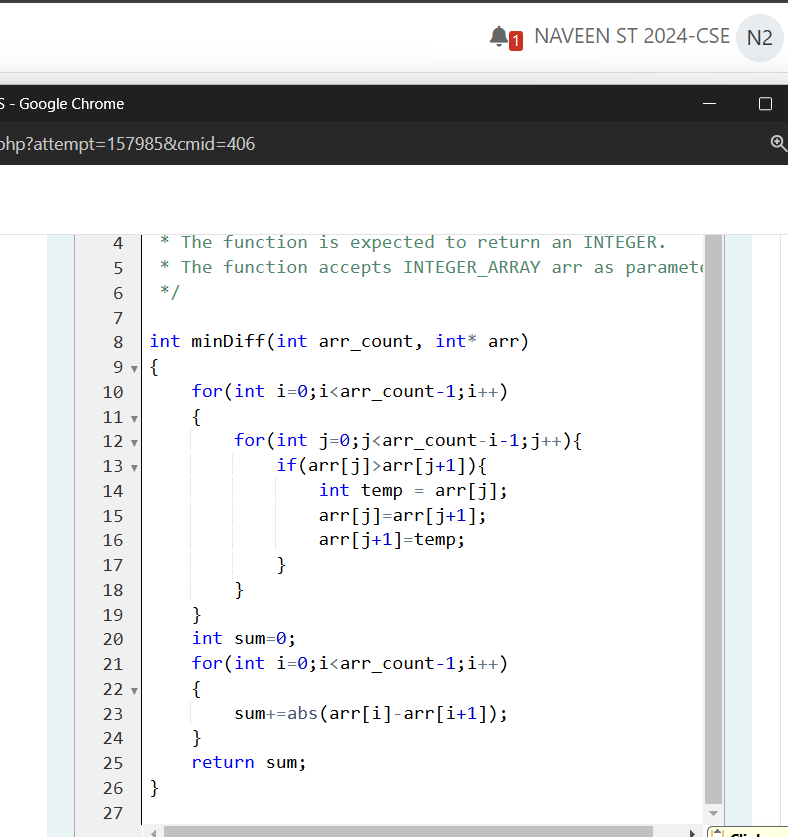 1 NAVEEN ST 2024-CSE N2
S - Google Chrome
php?attempt=157985&cmid=406
4 * The function is expected to return an INTEGER.
5 * The function accepts INTEGER_ARRAY arr as paramete
6 */
7
8 int minDiff(int arr_count, int* arr)
9 {
10 for(int i=0;i<arr_count-1;i++)
11 {
12 for(int j=0;j<arr_count-i-1;j++){
13 if(arr[j]>arr[j+1]){
14 int temp = arr[j];
15 arr[j]=arr[j+1];
16 arr[j+1]=temp;
17 }
18 }
19 }
20 int sum=0;
21 for(int i=0;i<arr_count-1;i++)
22 {
23 sum+=abs(arr[i]-arr[i+1]);
24 }
25 return sum;
26 }
27